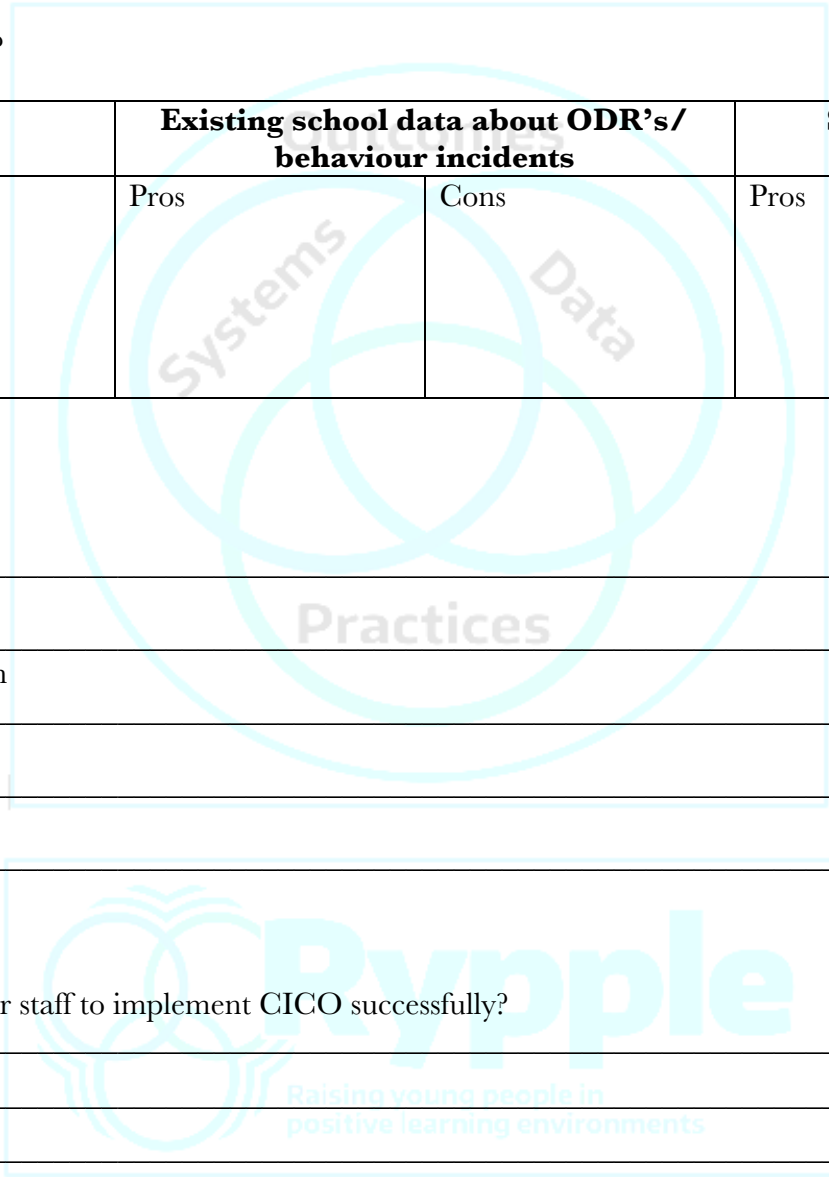 Outcomes
Existing school data about ODR's/
behaviour incidents
Pros
Cons
Pros
Systems
Data
Practices
r staff to implement CICO successfully?
Rypple
Raising young people in
positive learning environments